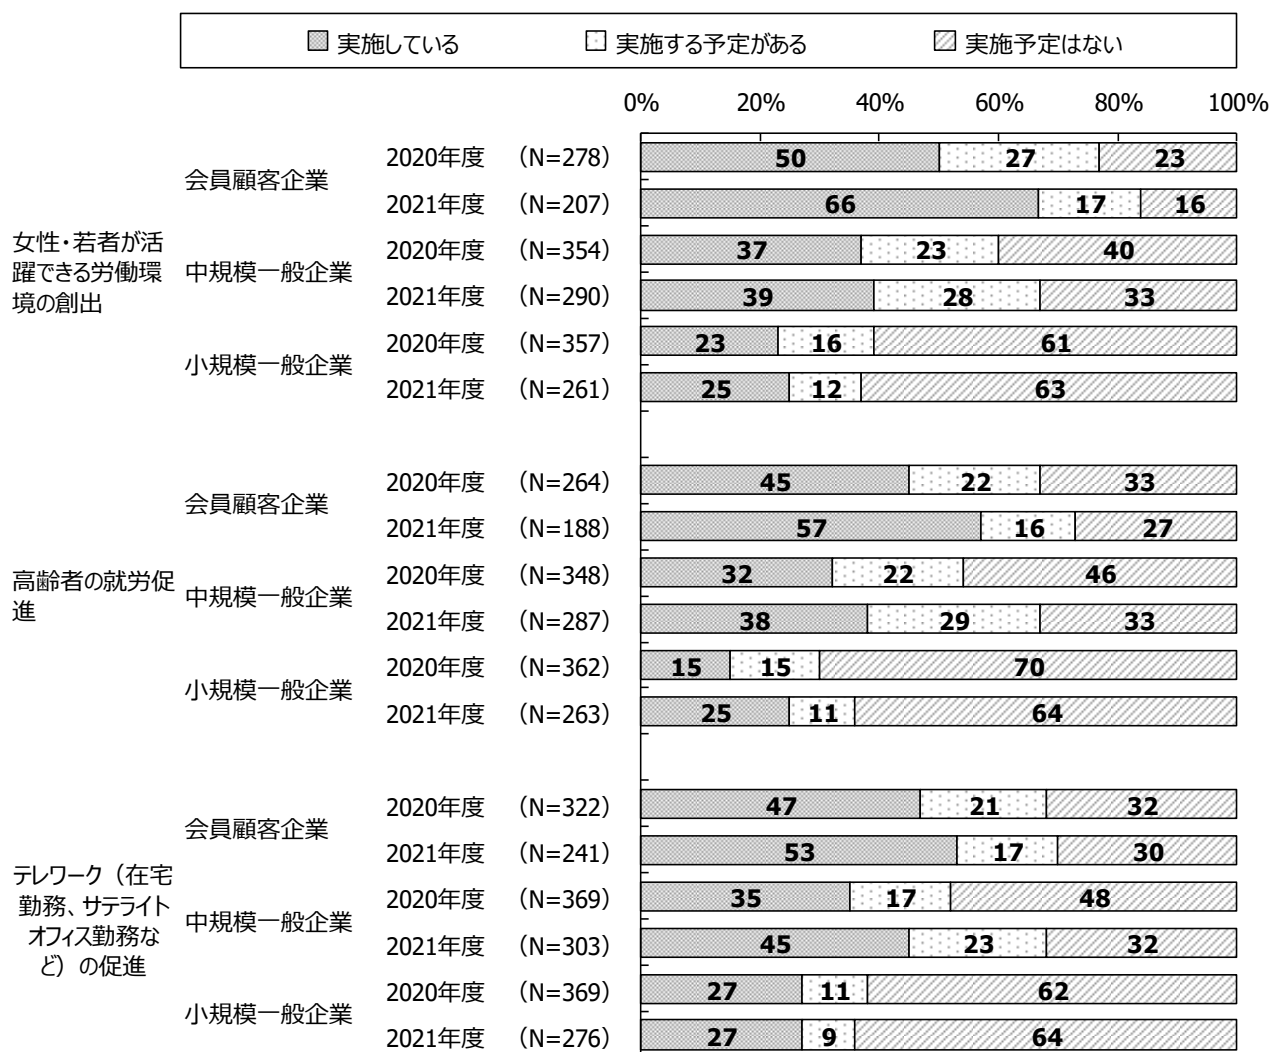 実施している 実施する予定がある 実施予定はない
0% 20% 40% 60% 80% 100%
女性・若者が活
躍できる労働環
境の創出
会員顧客企業
2020年度 (N=278) 50 27 23
2021年度 (N=207) 66 17 16
中規模一般企業
2020年度 (N=354) 37 23 40
2021年度 (N=290) 39 28 33
小規模一般企業
2020年度 (N=357) 23 16 61
2021年度 (N=261) 25 12 63
高齢者の就労促
進
会員顧客企業
2020年度 (N=264) 45 22 33
2021年度 (N=188) 57 16 27
中規模一般企業
2020年度 (N=348) 32 22 46
2021年度 (N=287) 38 29 33
小規模一般企業
2020年度 (N=362) 15 15 70
2021年度 (N=263) 25 11 64
テレワーク（在宅
勤務、サテライト
オフィス勤務な
ど）の促進
会員顧客企業
2020年度 (N=322) 47 21 32
2021年度 (N=241) 53 17 30
中規模一般企業
2020年度 (N=369) 35 17 48
2021年度 (N=303) 45 23 32
小規模一般企業
2020年度 (N=369) 27 11 62
2021年度 (N=276) 27 9 64